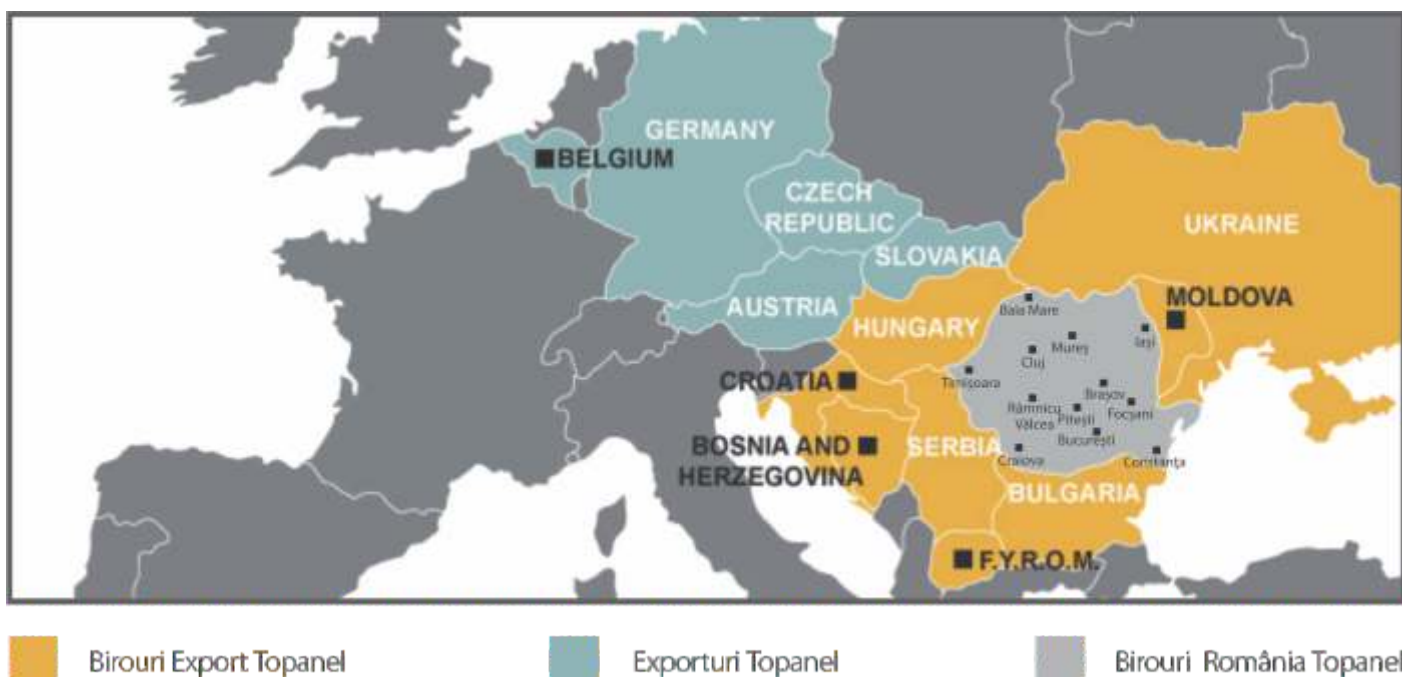 GERMANY
BELGIUM
CZECH
REPUBLIC
UKRAINE
SLOVAKIA
AUSTRIA
MOLDOVA
HUNGARY
Baia Mare
Iași
Mureș
Cluj
CROATIA
Timișoara
Brașov
Râmnicu
Vâlcea
Pitești
Focșani
BOSNIA AND
HERZEGOVINA
SERBIA
București
Craiova
Constanța
BULGARIA
F.Y.R.O.M.
Birouri Export Topanel
Exporturi Topanel
Birouri România Topanel